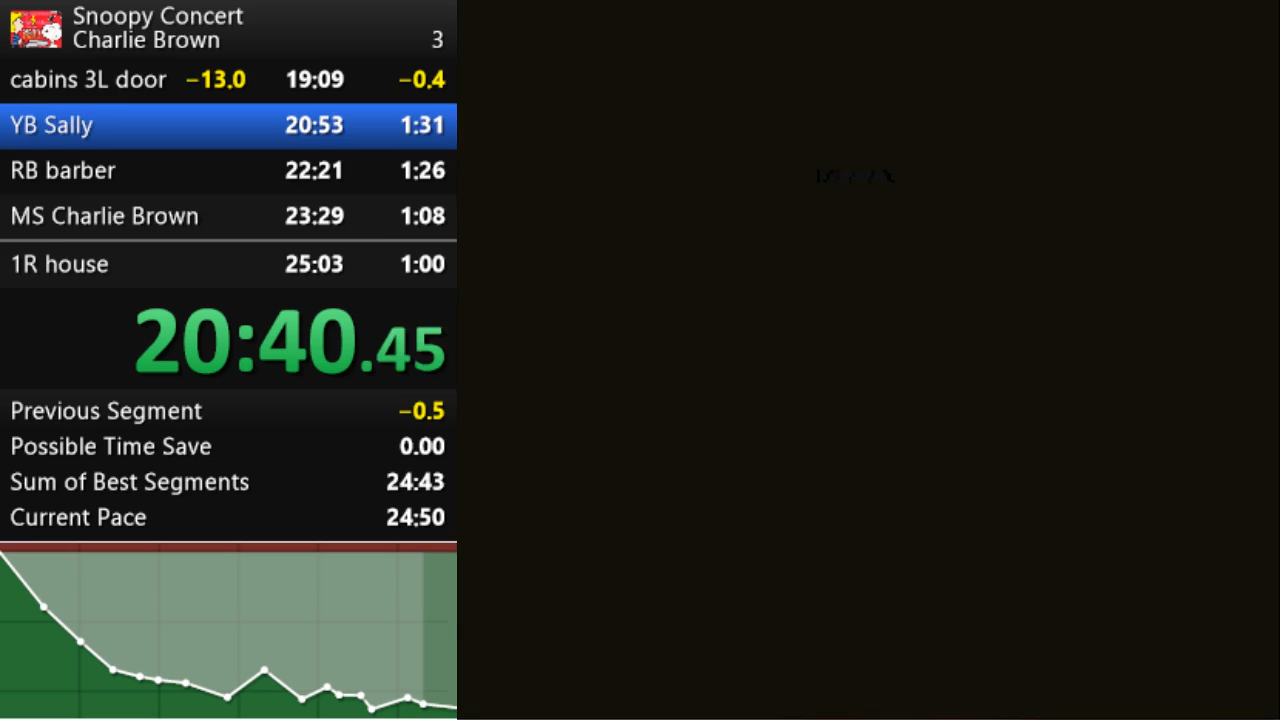 Snoopy Concert
Charlie Brown 3
cabins 3L door −13.0 19:09 −0.4
YB Sally 20:53 1:31
RB barber 22:21 1:26
MS Charlie Brown 23:29 1:08
1R house 25:03 1:00
20:40.45
Previous Segment −0.5
Possible Time Save 0.00
Sum of Best Segments 24:43
Current Pace 24:50